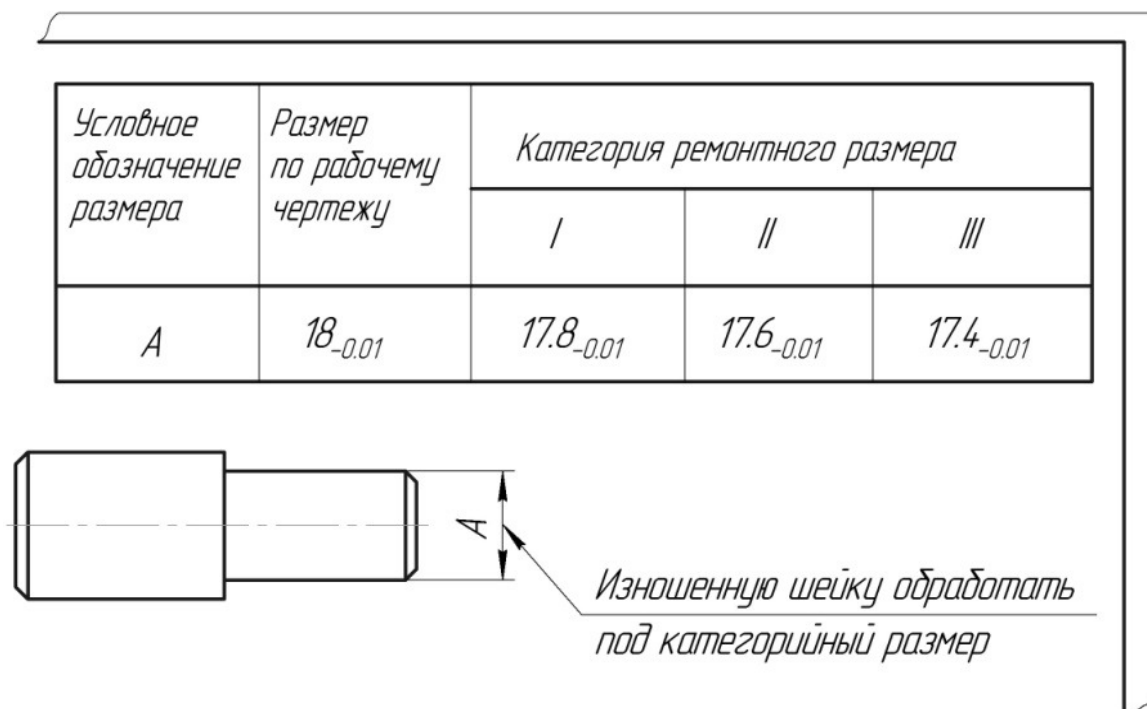 Условное
обозначение
размера
Размер
по рабочему
чертежу
Категория ремонтного размера
I
II
III
А
18-0.01
17.8-0.01
17.6-0.01
17.4-0.01
А
Изношенную шейку обработать
под категорийный размер